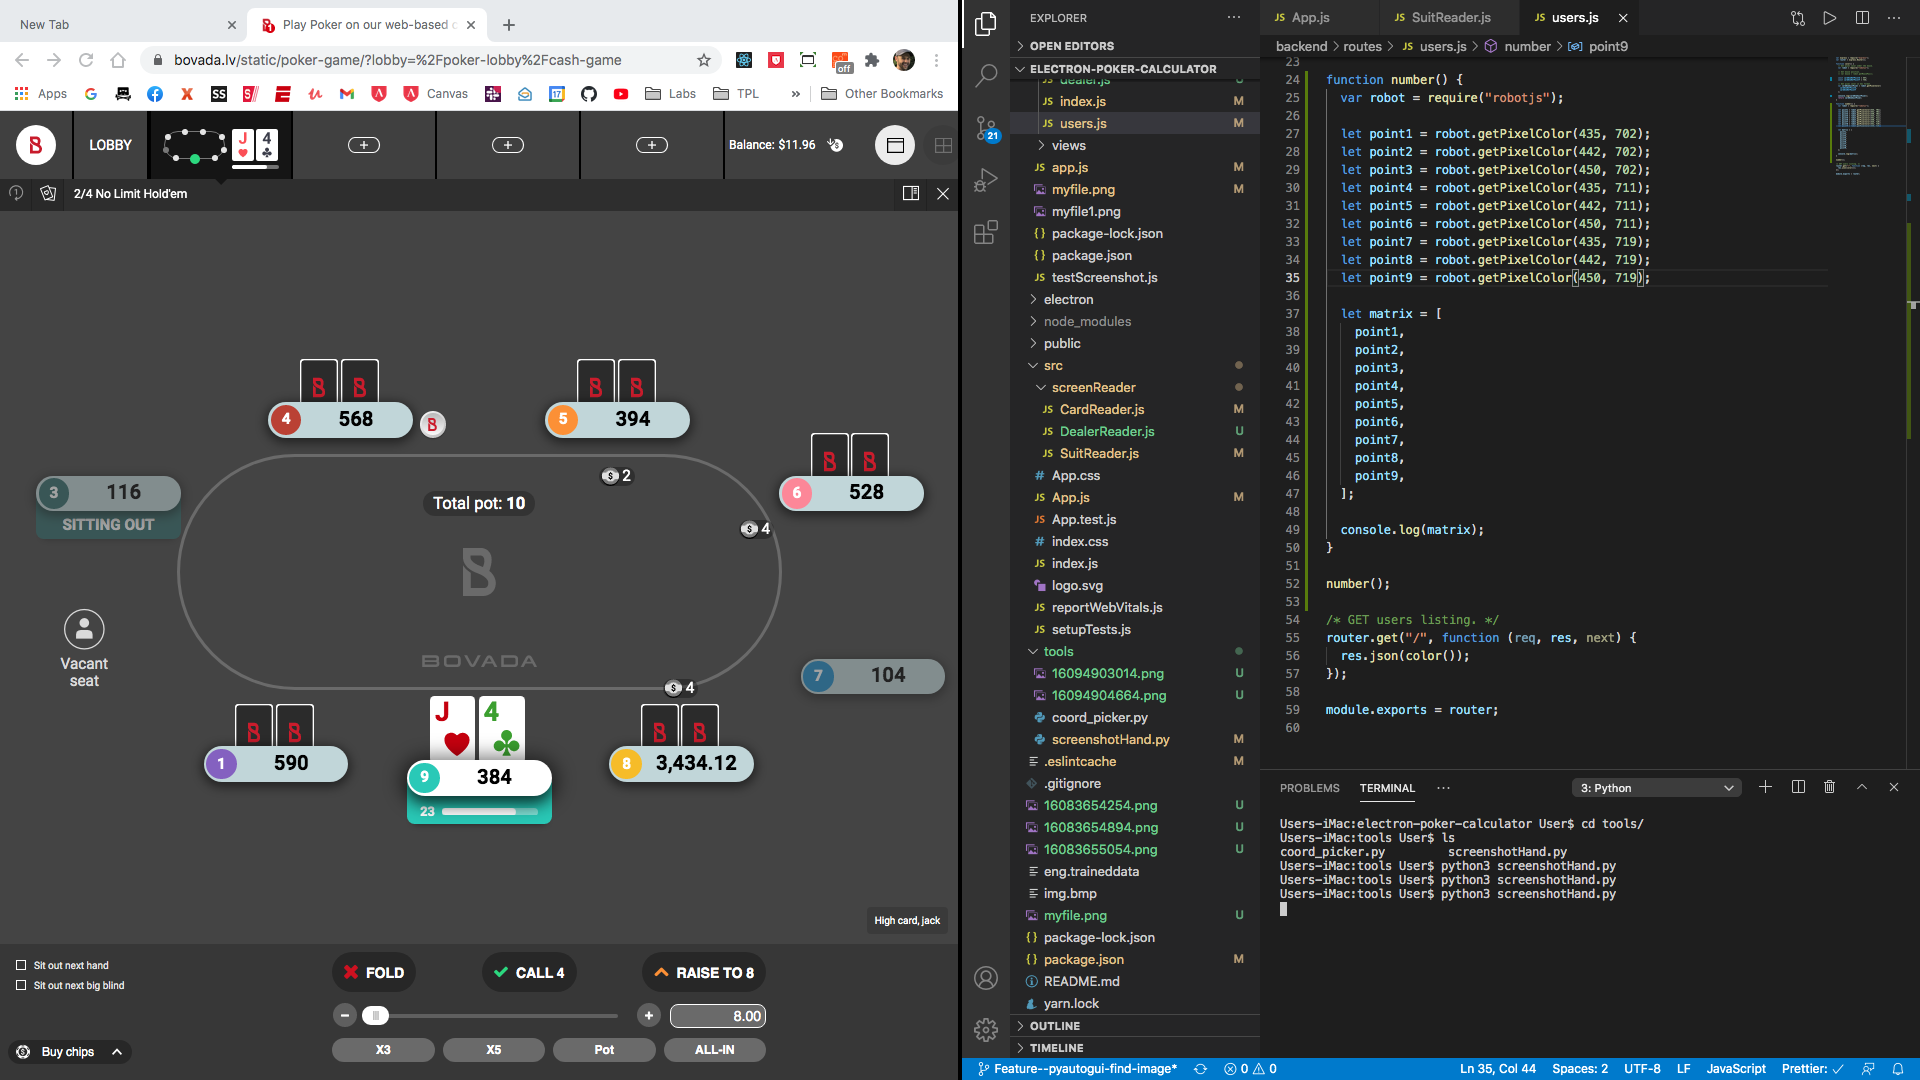 New Tab
Play Poker on our web-based c
bovada.lv/static/poker-game/?lobby=%2Fpoker-lobby%2Fcash-game
off
Apps
Canvas
Labs
TPL
»
Other Bookmarks
LOBBY
J 4
Balance: $11.96
2/4 No Limit Hold'em
4 568
5 394
2
3 116
SITTING OUT
Total pot: 10
6 528
4
Vacant
seat
BOVADA
7 104
4
J 4
1 590
9 384
23
8 3,434.12
High card, jack
Sit out next hand
Sit out next big blind
FOLD
CALL 4
RAISE TO 8
8.00
Buy chips
X3
X5
Pot
ALL-IN
21
EXPLORER
OPEN EDITORS
ELECTRON-POKER-CALCULATOR
dealer.js U
index.js M
users.js M
views
app.js M
myfile.png M
myfile1.png
package-lock.json
package.json
testScreenshot.js
electron
node_modules
public
src
screenReader
CardReader.js M
DealerReader.js U
SuitReader.js M
App.css
App.js M
App.test.js
index.css
index.js
logo.svg
reportWebVitals.js
setupTests.js
tools
16094903014.png U
16094904664.png U
coord_picker.py
screenshotHand.py M
.eslintcache M
.gitignore
16083654254.png U
16083654894.png U
16083655054.png U
eng.traineddata
img.bmp
myfile.png U
package-lock.json
package.json M
README.md
yarn.lock
OUTLINE
TIMELINE
JS App.js
JS SuitReader.js
JS users.js
backend > routes > JS users.js > number > point9
23
24 function number() {
25 var robot = require("robotjs");
26
27 let point1 = robot.getPixelColor(435, 702);
28 let point2 = robot.getPixelColor(442, 702);
29 let point3 = robot.getPixelColor(450, 702);
30 let point4 = robot.getPixelColor(435, 711);
31 let point5 = robot.getPixelColor(442, 711);
32 let point6 = robot.getPixelColor(450, 711);
33 let point7 = robot.getPixelColor(435, 719);
34 let point8 = robot.getPixelColor(442, 719);
35 let point9 = robot.getPixelColor(450, 719);
36
37 let matrix = [
38 point1,
39 point2,
40 point3,
41 point4,
42 point5,
43 point6,
44 point7,
45 point8,
46 point9,
47 ];
48
49 console.log(matrix);
50 }
51
52 number();
53
54 /* GET users listing. */
55 router.get("/", function (req, res, next) {
56 res.json(color());
57 });
58
59 module.exports = router;
60
PROBLEMS
TERMINAL
3: Python
Users-iMac:electron-poker-calculator User$ cd tools/
Users-iMac:tools User$ ls
coord_picker.py screenshotHand.py
Users-iMac:tools User$ python3 screenshotHand.py
Users-iMac:tools User$ python3 screenshotHand.py
Users-iMac:tools User$ python3 screenshotHand.py
Feature--pyautogui-find-image*
0 0
Ln 35, Col 44
Spaces: 2
UTF-8
LF
JavaScript
Prettier: ✓